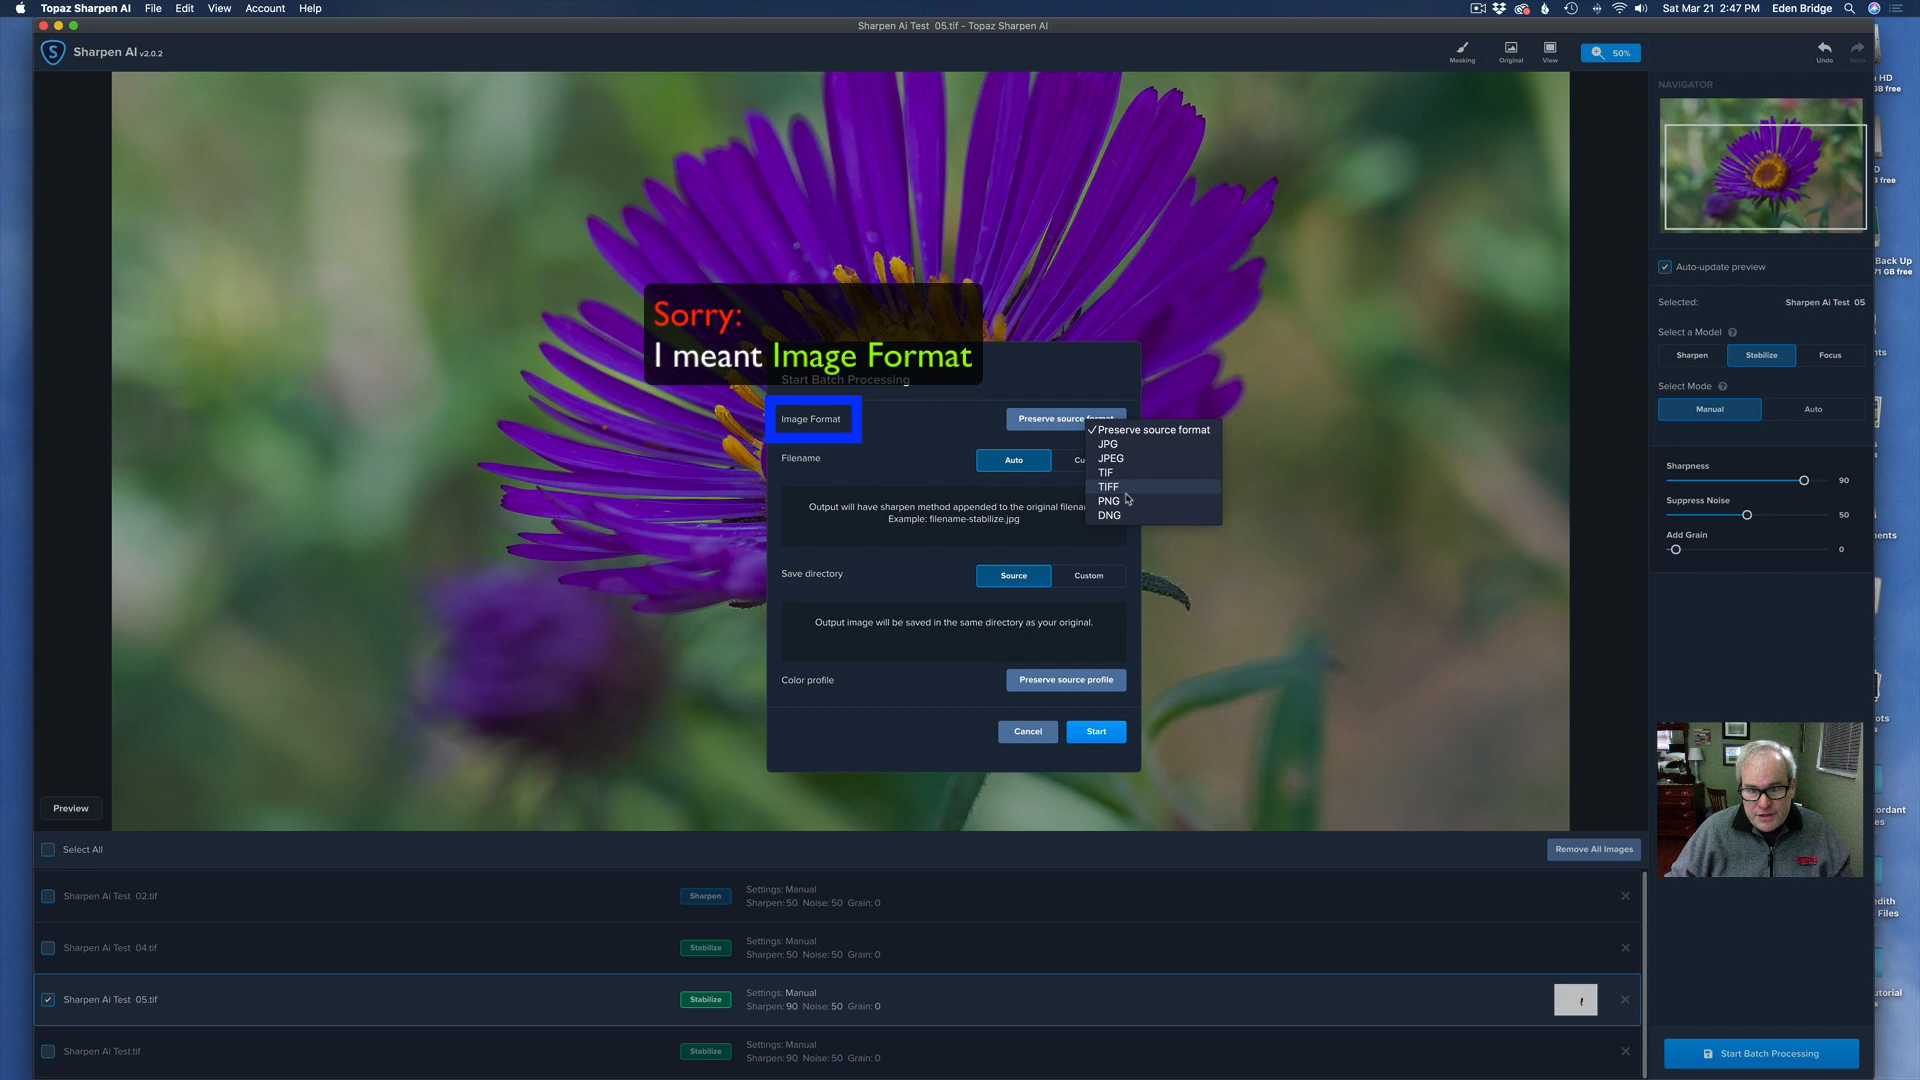 Topaz Sharpen AI File Edit View Account Help
Sat Mar 21 2:47 PM Eden Bridge
Sharpen Ai Test 05.tif - Topaz Sharpen AI
Sharpen AI v2.0.2
Masking Original View 50% Undo
NAVIGATOR
Auto-update preview
Selected: Sharpen Ai Test 05
Select a Model
Sharpen Stabilize Focus
Select Mode
Manual Auto
Sharpness
90
Suppress Noise
50
Add Grain
0
Sorry:
I meant Image Format
Start Batch Processing
Image Format Preserve source format
✓Preserve source format
JPG
JPEG
TIF
TIFF
PNG
DNG
Filename Auto Cu
Output will have sharpen method appended to the original filena
Example: filename-stabilize.jpg
Save directory Source Custom
Output image will be saved in the same directory as your original.
Color profile Preserve source profile
Cancel Start
Preview
Select All Remove All Images
Sharpen Ai Test 02.tif Sharpen Settings: Manual
Sharpen: 50 Noise: 50 Grain: 0
Sharpen Ai Test 04.tif Stabilize Settings: Manual
Sharpen: 50 Noise: 50 Grain: 0
Sharpen Ai Test 05.tif Stabilize Settings: Manual
Sharpen: 90 Noise: 50 Grain: 0
Sharpen Ai Test.tif Stabilize Settings: Manual
Sharpen: 90 Noise: 50 Grain: 0
Start Batch Processing
HD
GB free
Back Up
71 GB free